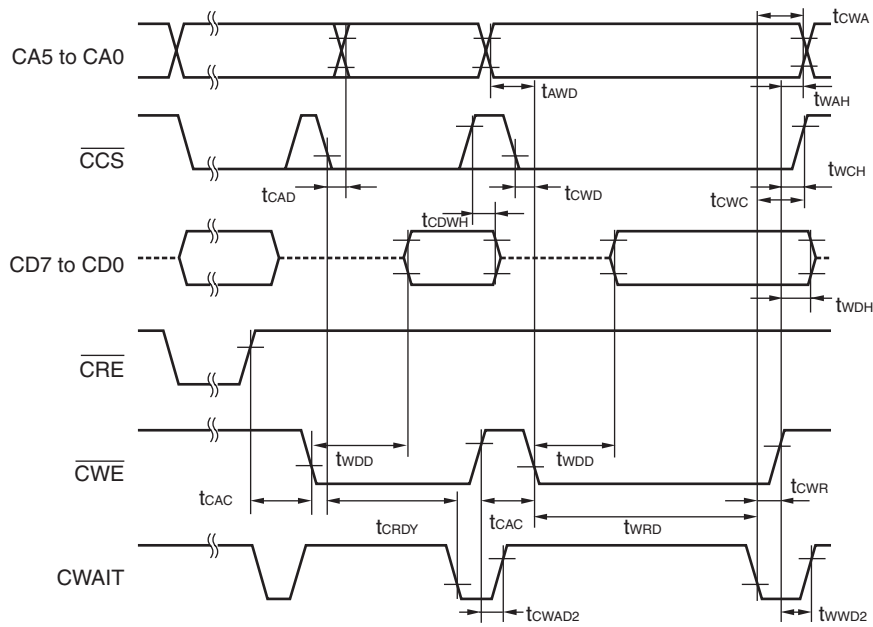 tCWA
CA5 to CA0
tAWD
tWAH
CCS
tCAD
tCWD
tWCH
tCWC
tCDWH
CD7 to CD0
tWDH
CRE
CWE
tWDD
tWDD
tCAC
tCWR
tCRDY
tCAC
tWRD
CWAIT
tCWAD2
tWWD2